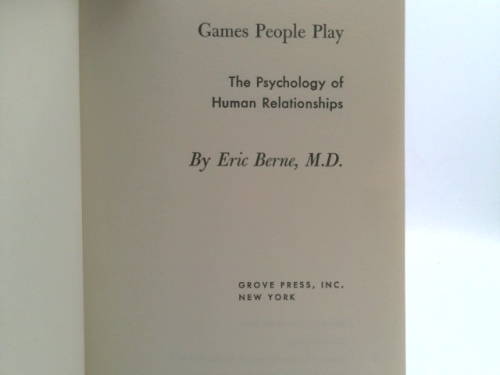 Games People Play
The Psychology of
Human Relationships
By Eric Berne, M.D.
GROVE PRESS, INC.
NEW YORK